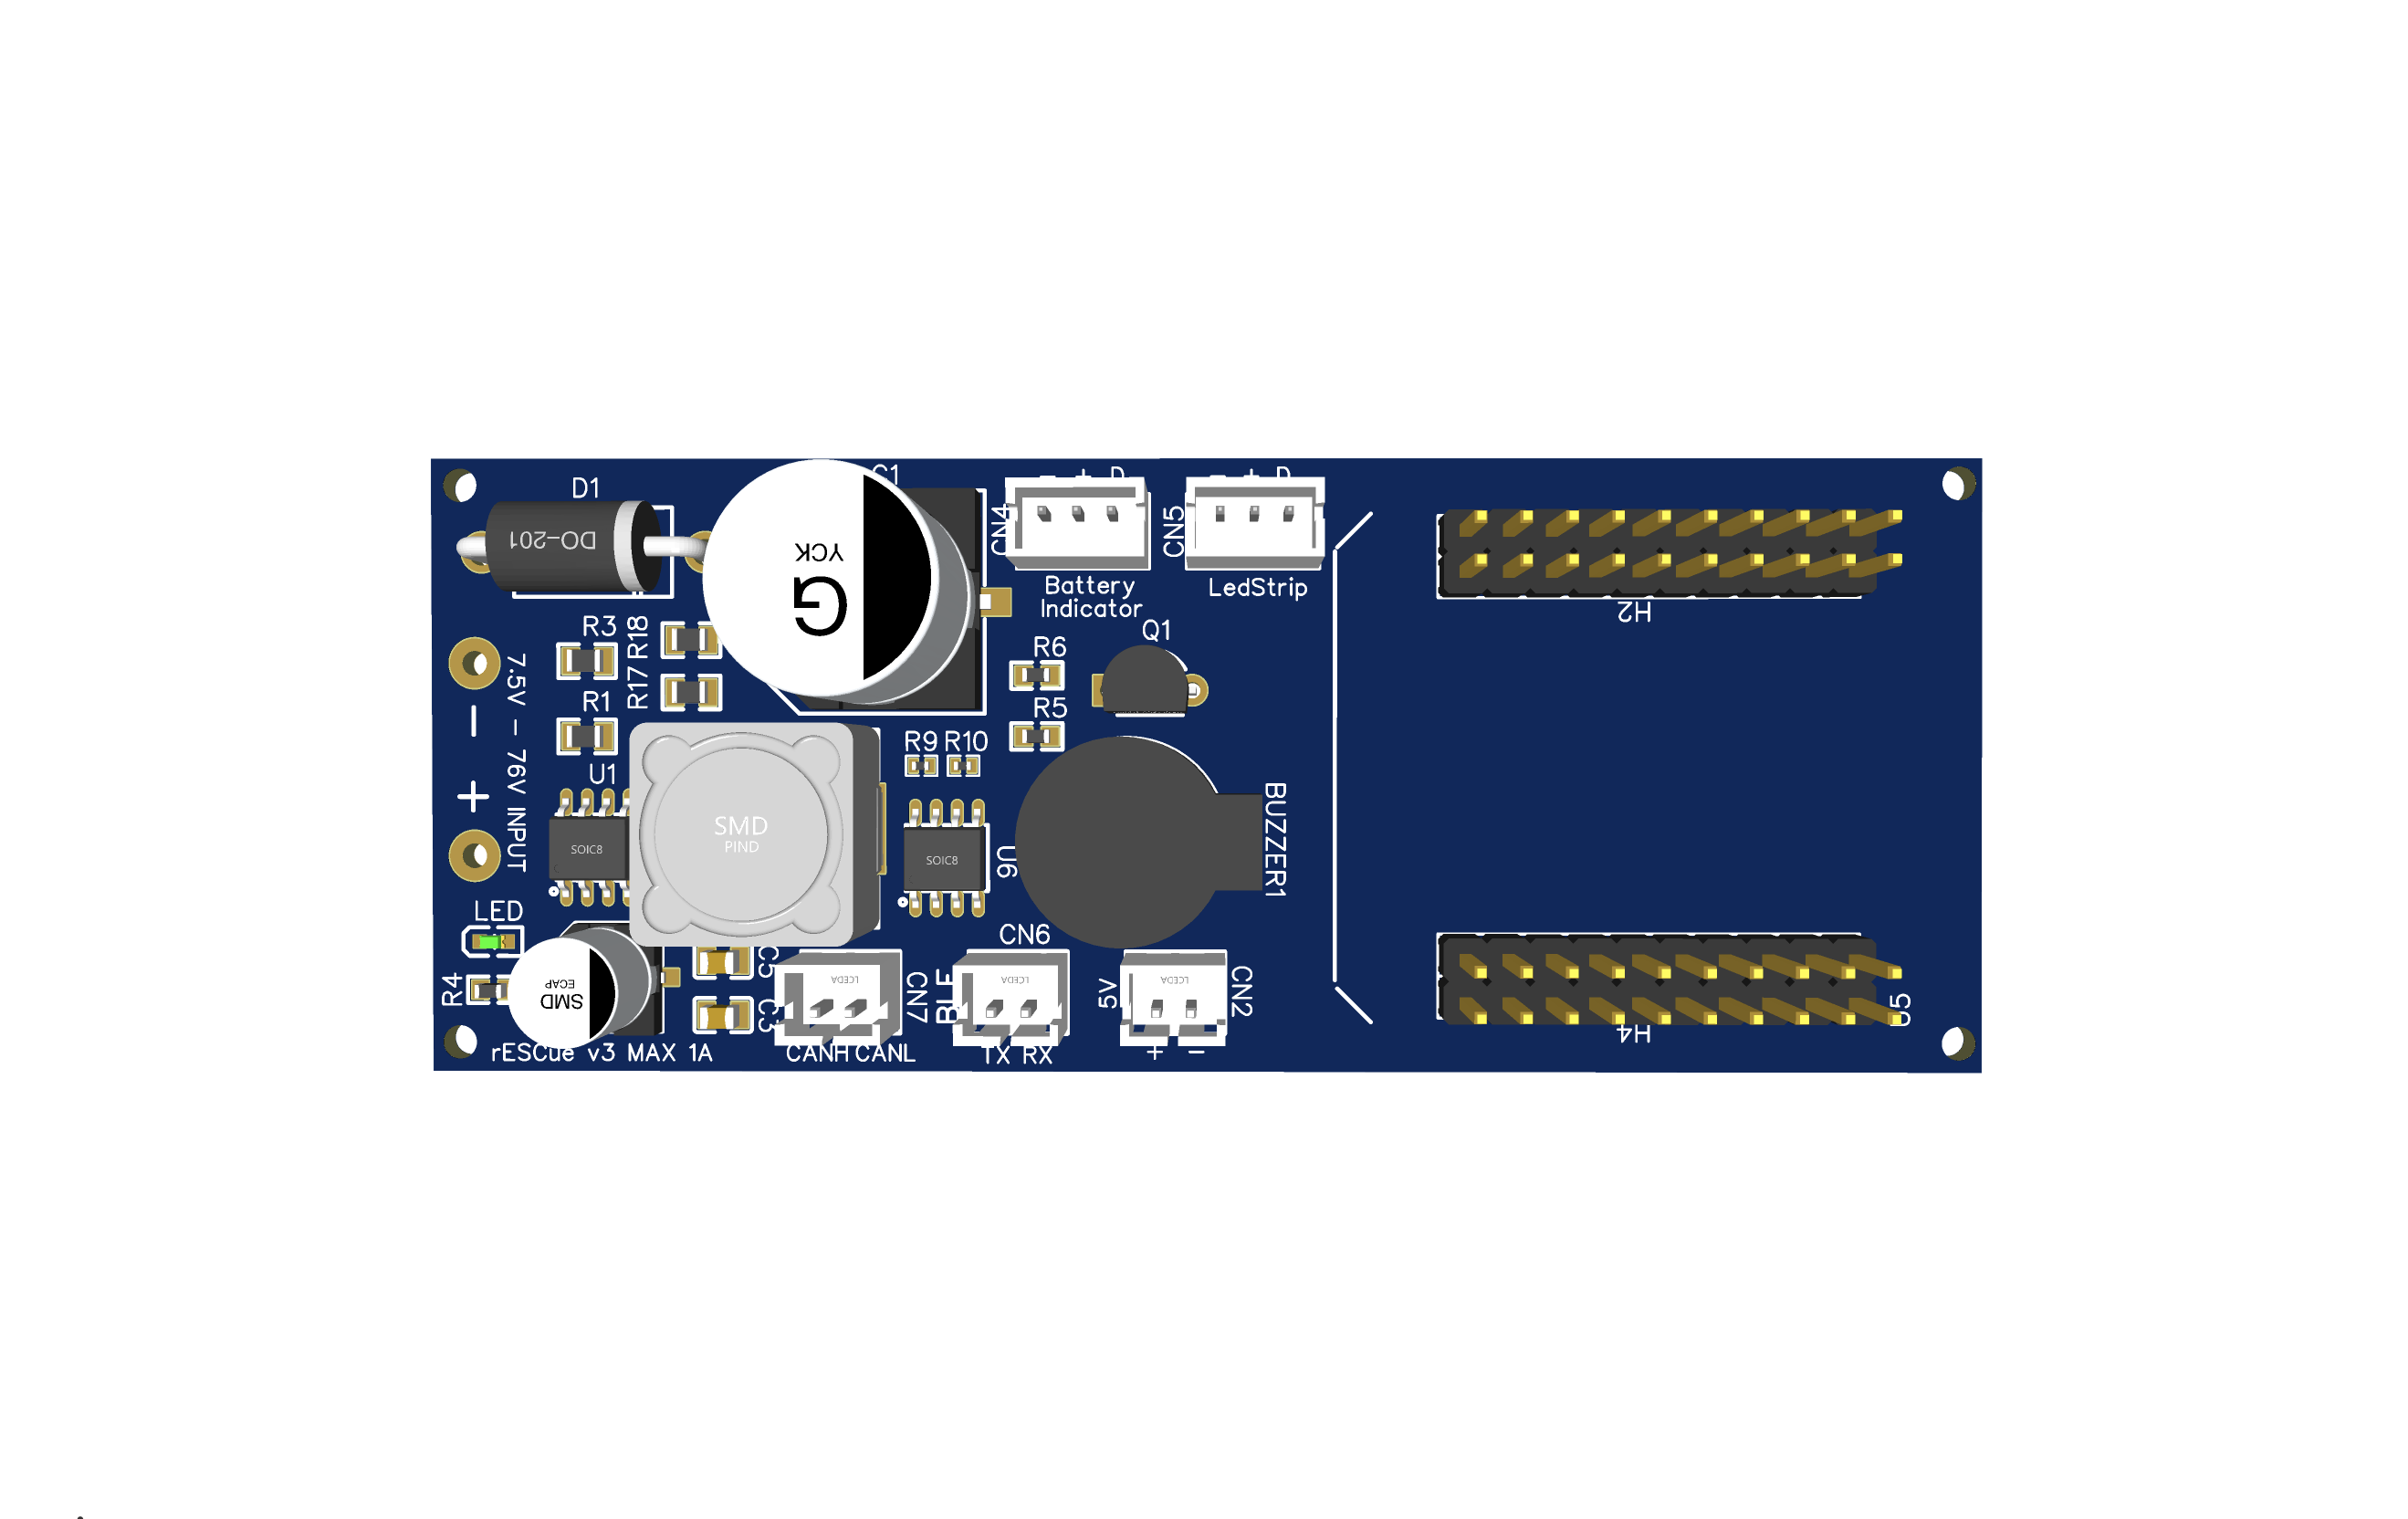 D1
DO-201
C1
YCK
G
- + D
CN4
Battery
Indicator
- + D
CN5
LedStrip
H2
R3
R18
R17
R1
R6
R5
Q1
7.5V - 76V INPUT
-
+
U1
SOIC8
SMD
PIND
R9 R10
SOIC8
U6
BUZZER1
LED
R4
SMD
ECAP
C5
C3
LCEDA
CN7
CANH CANL
CN6
BLE
LCEDA
TX RX
5V
LCEDA
CN2
+ -
rESCue v3 MAX 1A
H4